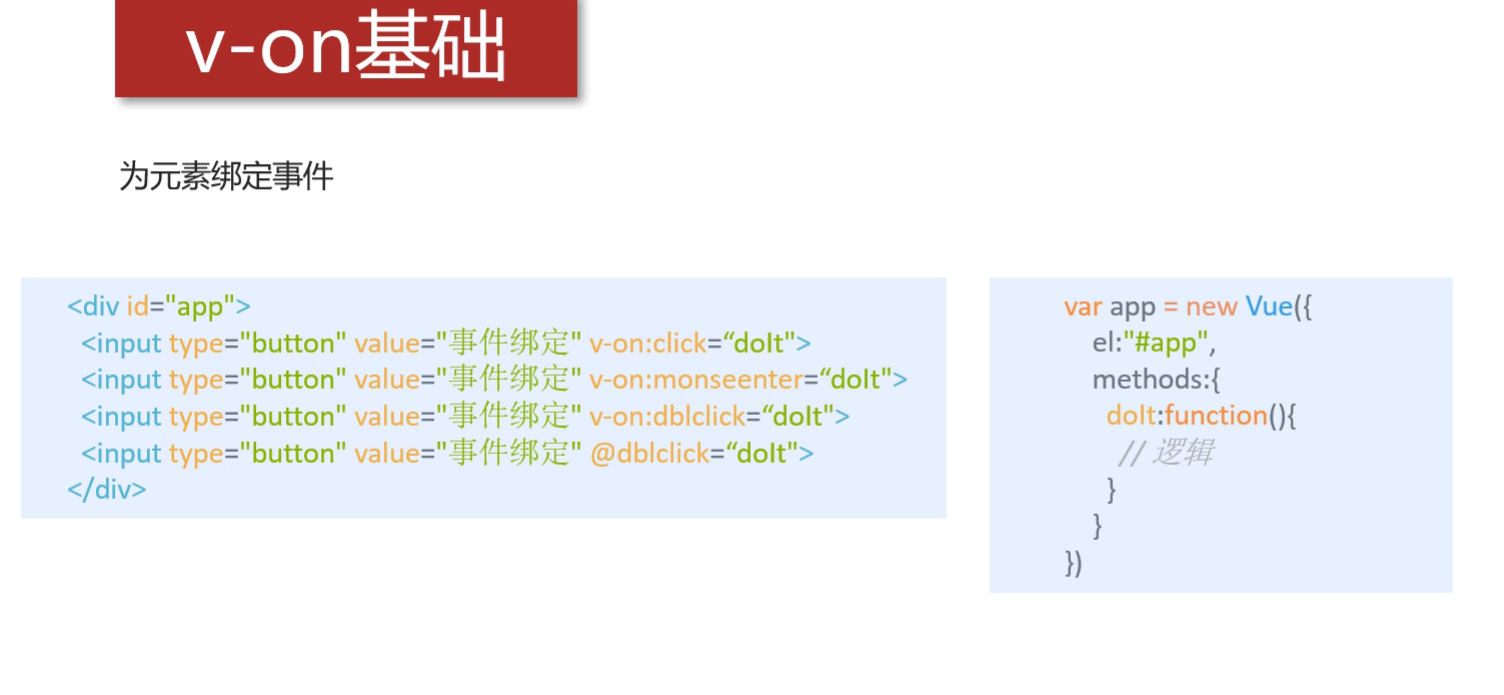 v-on基础
为元素绑定事件
<div id="app">
<input type="button" value="事件绑定" v-on:click=“doIt">
<input type="button" value="事件绑定" v-on:monseenter=“doIt">
<input type="button" value="事件绑定" v-on:dblclick=“doIt">
<input type="button" value="事件绑定" @dblclick=“doIt">
</div>
var app = new Vue({
el:"#app",
methods:{
doIt:function(){
// 逻辑
}
}
})